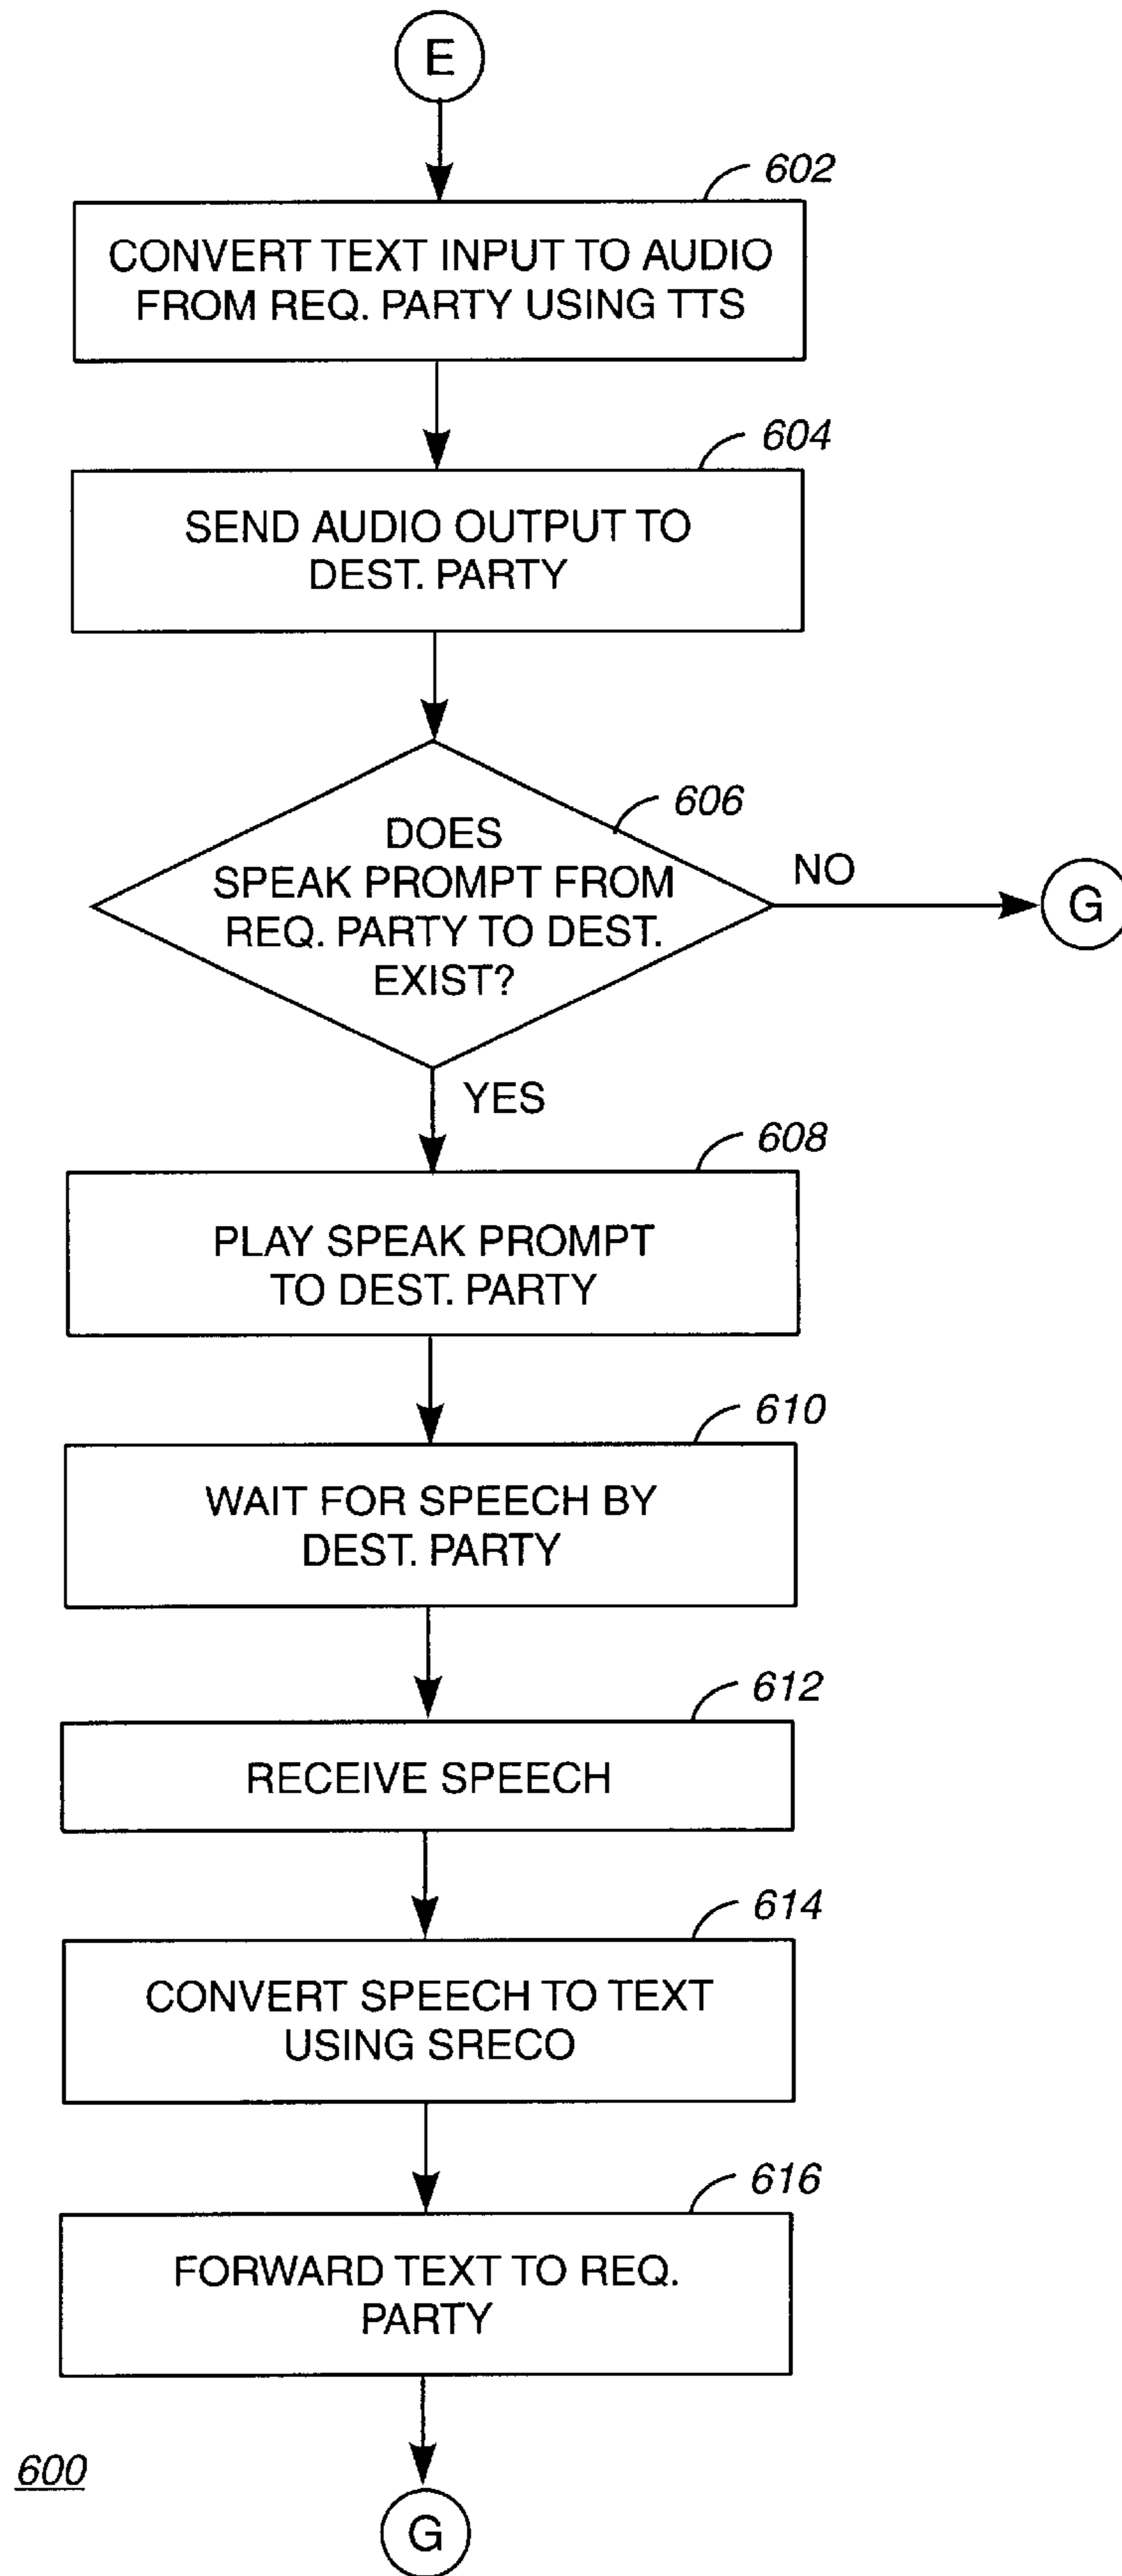 E
602
CONVERT TEXT INPUT TO AUDIO
FROM REQ. PARTY USING TTS
604
SEND AUDIO OUTPUT TO
DEST. PARTY
606
DOES
SPEAK PROMPT FROM
REQ. PARTY TO DEST.
EXIST?
NO
G
YES
608
PLAY SPEAK PROMPT
TO DEST. PARTY
610
WAIT FOR SPEECH BY
DEST. PARTY
612
RECEIVE SPEECH
614
CONVERT SPEECH TO TEXT
USING SRECO
616
FORWARD TEXT TO REQ.
PARTY
600
G